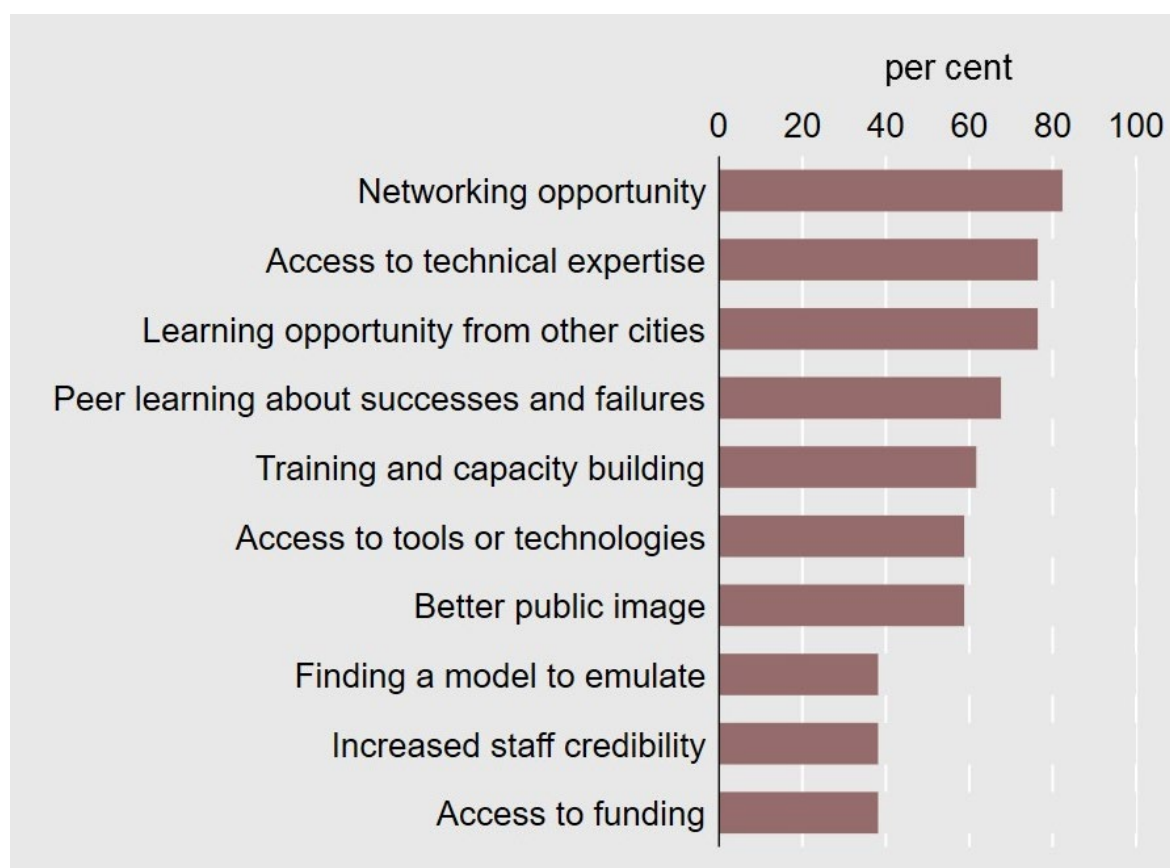 per cent
0 20 40 60 80 100
Networking opportunity
Access to technical expertise
Learning opportunity from other cities
Peer learning about successes and failures
Training and capacity building
Access to tools or technologies
Better public image
Finding a model to emulate
Increased staff credibility
Access to funding